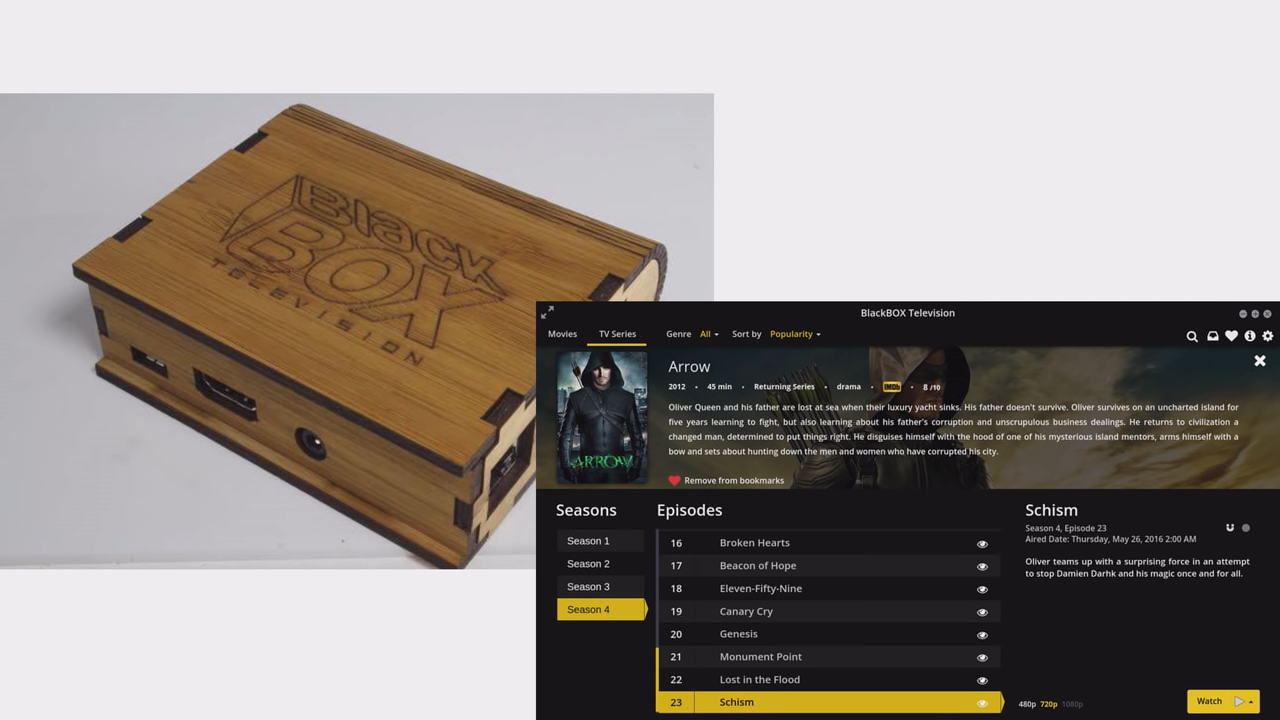 Black
BOX
TELEVISION
BlackBOX Television
Movies TV Series Genre All Sort by Popularity
Arrow
2012 • 45 min • Returning Series • drama • IMDb • 8 /10
Oliver Queen and his father are lost at sea when their luxury yacht sinks. His father doesn't survive. Oliver survives on an uncharted island for
five years learning to fight, but also learning about his father's corruption and unscrupulous business dealings. He returns to civilization a
changed man, determined to put things right. He disguises himself with the hood of one of his mysterious island mentors, arms himself with a
bow and sets about hunting down the men and women who have corrupted his city.
ARROW
Remove from bookmarks
Seasons
Season 1
Season 2
Season 3
Season 4
Episodes
16 Broken Hearts
17 Beacon of Hope
18 Eleven-Fifty-Nine
19 Canary Cry
20 Genesis
21 Monument Point
22 Lost in the Flood
23 Schism
Schism
Season 4, Episode 23
Aired Date: Thursday, May 26, 2016 2:00 AM
Oliver teams up with a surprising force in an attempt
to stop Damien Darhk and his magic once and for all.
480p 720p 1080p
Watch